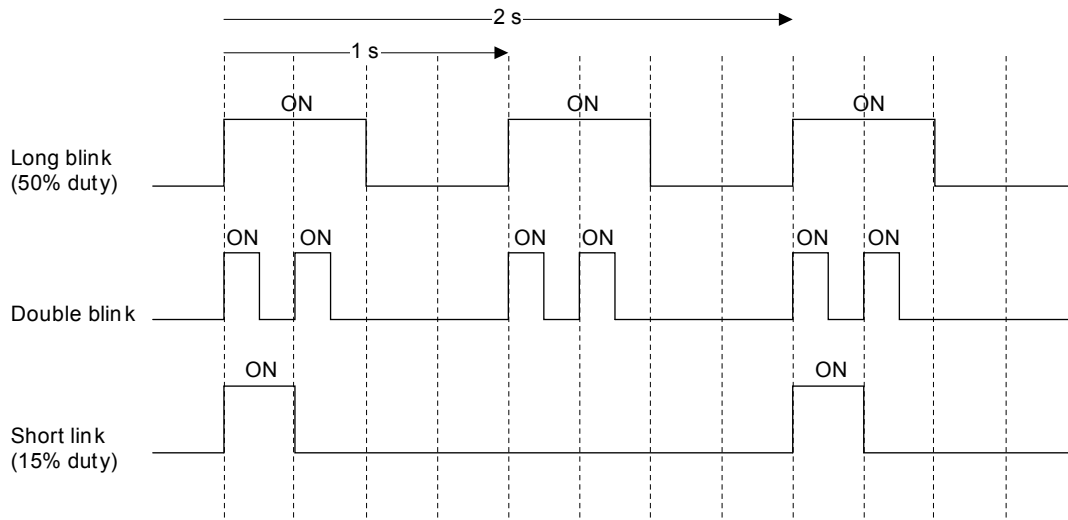 2 s
1 s
ON ON ON
Long blink
(50% duty)
ON ON ON ON ON ON
Double blink
ON ON
Short link
(15% duty)